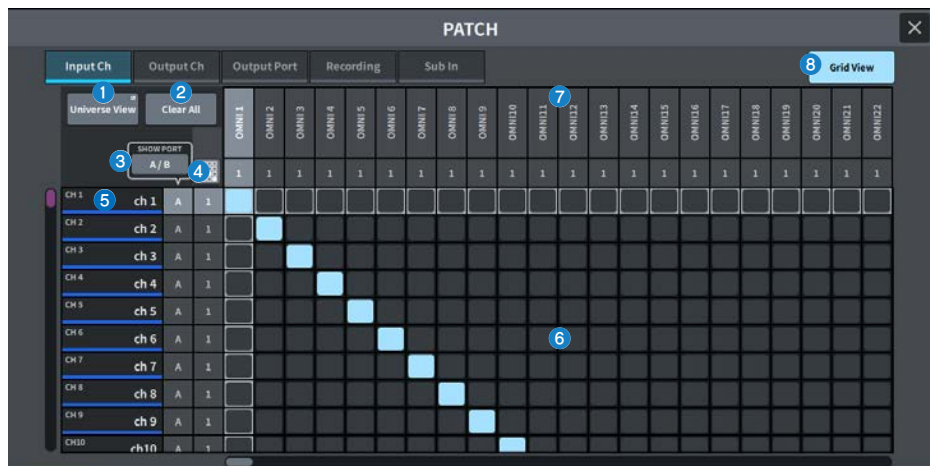 PATCH
Input Ch Output Ch Output Port Recording Sub In 8 Grid View
1 2 7
Universe View Clear All OMNI 1 OMNI 2 OMNI 3 OMNI 4 OMNI 5 OMNI 6 OMNI 7 OMNI 8 OMNI 9 OMNI10 OMNI11 OMNI12 OMNI13 OMNI14 OMNI15 OMNI16 OMNI17 OMNI18 OMNI19 OMNI20 OMNI21 OMNI22
SHOW PORT
3 A / B 4 1 1 1 1 1 1 1 1 1 1 1 1 1 1 1 1 1 1 1 1 1 1
CH 1 5 ch 1 A 1
CH 2 ch 2 A 1
CH 3 ch 3 A 1
CH 4 ch 4 A 1
CH 5 ch 5 A 1
CH 6 ch 6 A 1 6
CH 7 ch 7 A 1
CH 8 ch 8 A 1
CH 9 ch 9 A 1
CH10 ch10 A 1